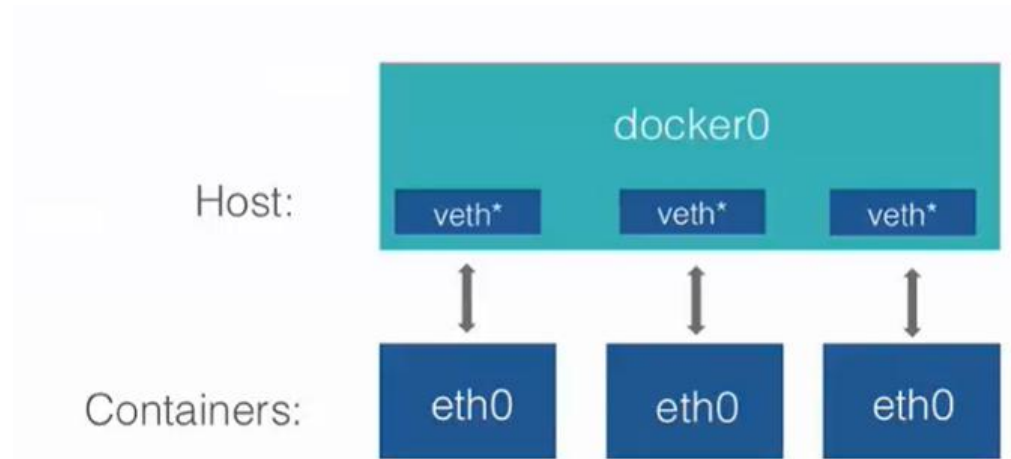 docker0
Host:
veth* veth* veth*
Containers:
eth0 eth0 eth0